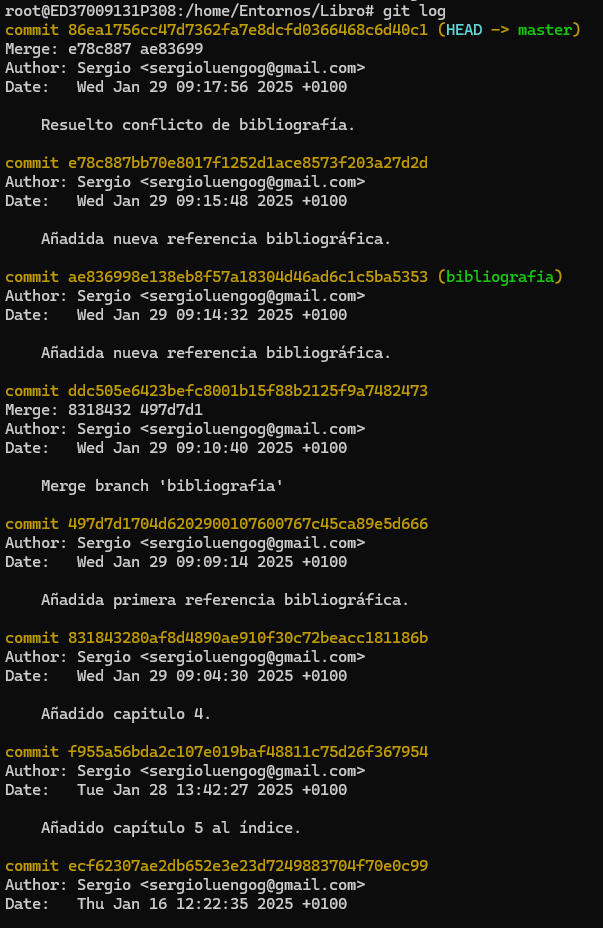 root@ED37009131P308:/home/Entornos/Libro# git log
commit 86ea1756cc47d7362fa7e8dcfd0366468c6d40c1 (HEAD -> master)
Merge: e78c887 ae83699
Author: Sergio <sergioluengog@gmail.com>
Date:   Wed Jan 29 09:17:56 2025 +0100
Resuelto conflicto de bibliografía.
commit e78c887bb70e8017f1252d1ace8573f203a27d2d
Author: Sergio <sergioluengog@gmail.com>
Date:   Wed Jan 29 09:15:48 2025 +0100
Añadida nueva referencia bibliográfica.
commit ae836998e138eb8f57a18304d46ad6c1c5ba5353 (bibliografia)
Author: Sergio <sergioluengog@gmail.com>
Date:   Wed Jan 29 09:14:32 2025 +0100
Añadida nueva referencia bibliográfica.
commit ddc505e6423befc8001b15f88b2125f9a7482473
Merge: 8318432 497d7d1
Author: Sergio <sergioluengog@gmail.com>
Date:   Wed Jan 29 09:10:40 2025 +0100
Merge branch 'bibliografia'
commit 497d7d1704d6202900107600767c45ca89e5d666
Author: Sergio <sergioluengog@gmail.com>
Date:   Wed Jan 29 09:09:14 2025 +0100
Añadida primera referencia bibliográfica.
commit 831843280af8d4890ae910f30c72beacc181186b
Author: Sergio <sergioluengog@gmail.com>
Date:   Wed Jan 29 09:04:30 2025 +0100
Añadido capitulo 4.
commit f955a56bda2c107e019baf48811c75d26f367954
Author: Sergio <sergioluengog@gmail.com>
Date:   Tue Jan 28 13:42:27 2025 +0100
Añadido capítulo 5 al índice.
commit ecf62307ae2db652e3e23d7249883704f70e0c99
Author: Sergio <sergioluengog@gmail.com>
Date:   Thu Jan 16 12:22:35 2025 +0100